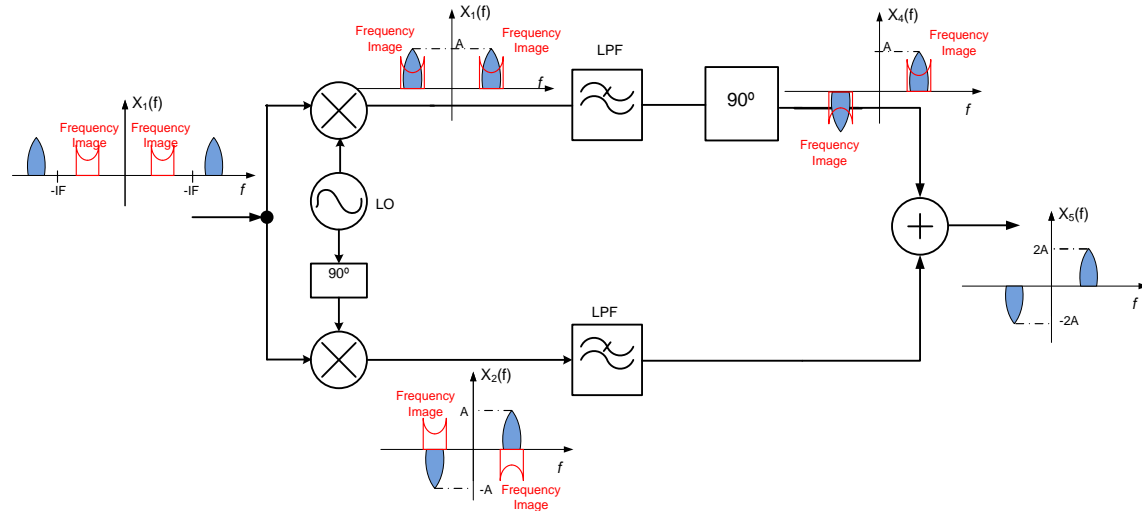 X1(f)
Frequency
Image
Frequency
Image
-IF
-IF
f
X1(f)
Frequency
Image
A
Frequency
Image
f
LPF
90º
X4(f)
A
Frequency
Image
f
Frequency
Image
LO
90º
LPF
X5(f)
2A
-2A
f
X2(f)
Frequency
Image
A
-A
f
Frequency
Image